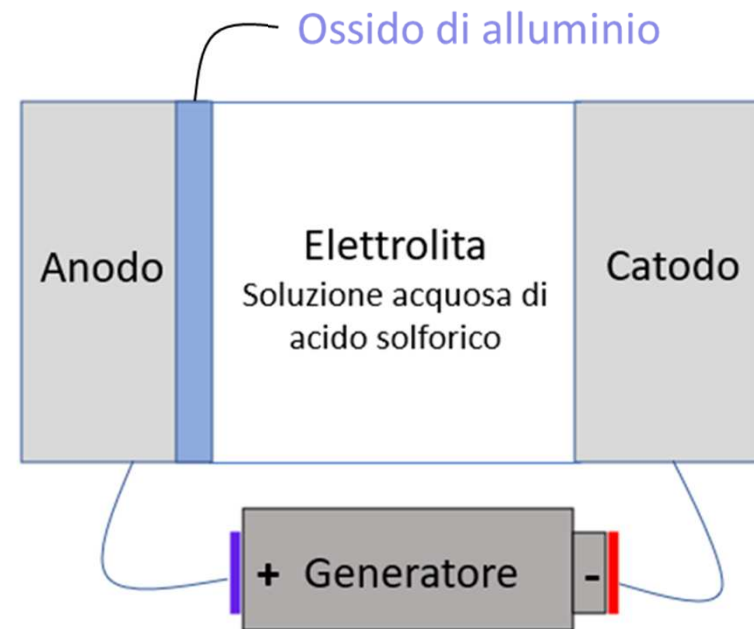 Ossido di alluminio
Anodo
Elettrolita
Soluzione acquosa di
acido solforico
Catodo
+ Generatore -